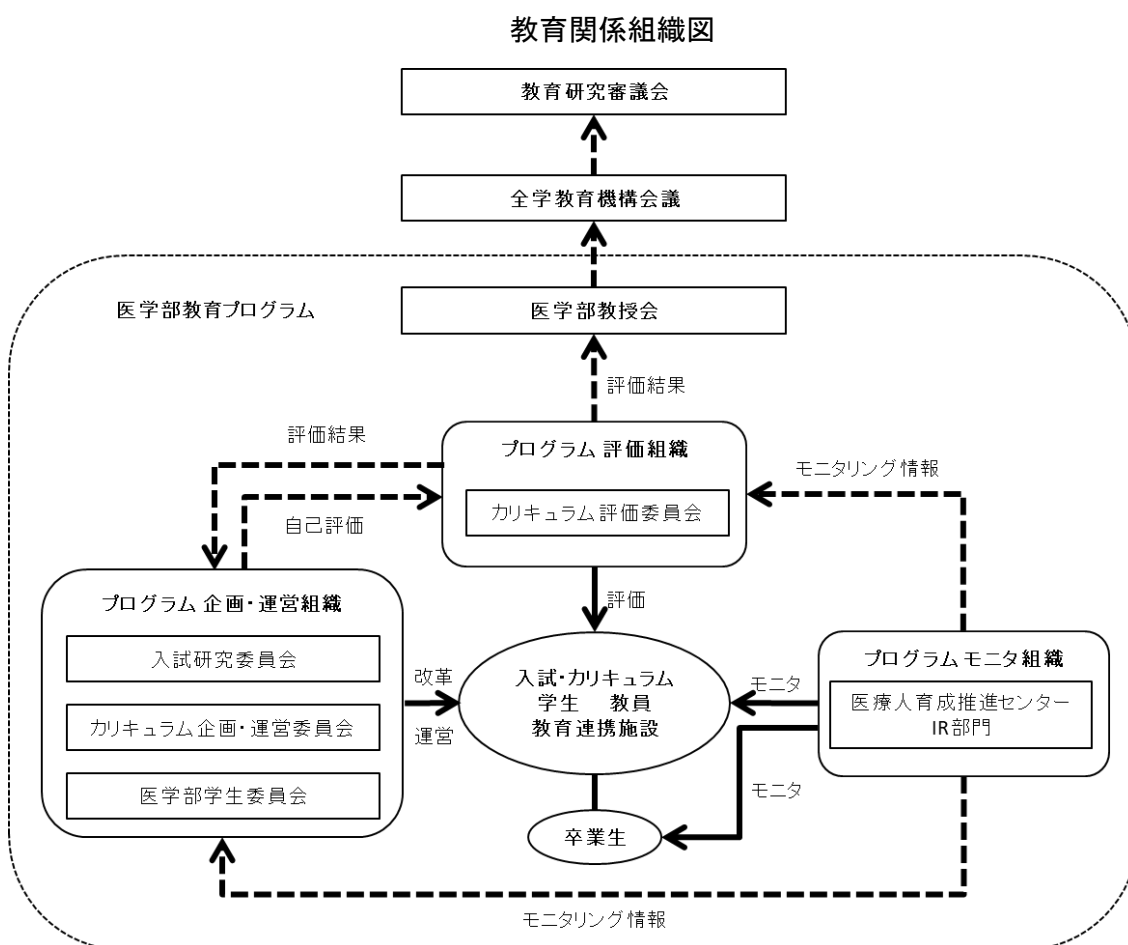 教育関係組織図
教育研究審議会
全学教育機構会議
医学部教育プログラム
医学部教授会
評価結果
評価結果
プログラム 評価組織
カリキュラム評価委員会
モニタリング情報
自己評価
評価
プログラム 企画・運営組織
入試研究委員会
カリキュラム企画・運営委員会
医学部学生委員会
改革
運営
入試・カリキュラム
学生 教員
教育連携施設
モニタ
プログラム モニタ組織
医療人育成推進センター
IR部門
モニタ
卒業生
モニタリング情報